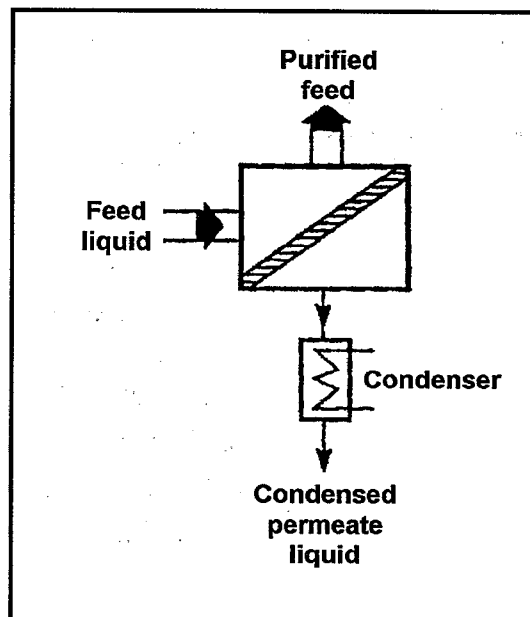 Purified
feed
Feed
liquid
Condenser
Condensed
permeate
liquid